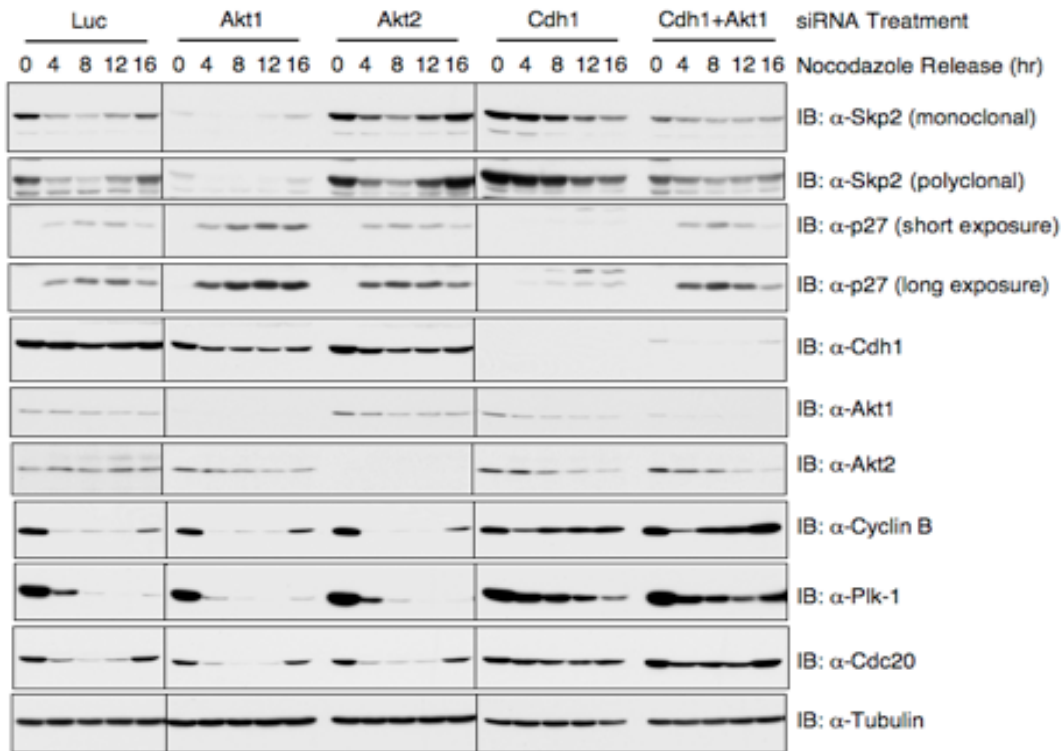 Luc Akt1 Akt2 Cdh1 Cdh1+Akt1 siRNA Treatment
0 4 8 12 16 0 4 8 12 16 0 4 8 12 16 0 4 8 12 16 0 4 8 12 16 Nocodazole Release (hr)
IB: α-Skp2 (monoclonal)
IB: α-Skp2 (polyclonal)
IB: α-p27 (short exposure)
IB: α-p27 (long exposure)
IB: α-Cdh1
IB: α-Akt1
IB: α-Akt2
IB: α-Cyclin B
IB: α-Plk-1
IB: α-Cdc20
IB: α-Tubulin